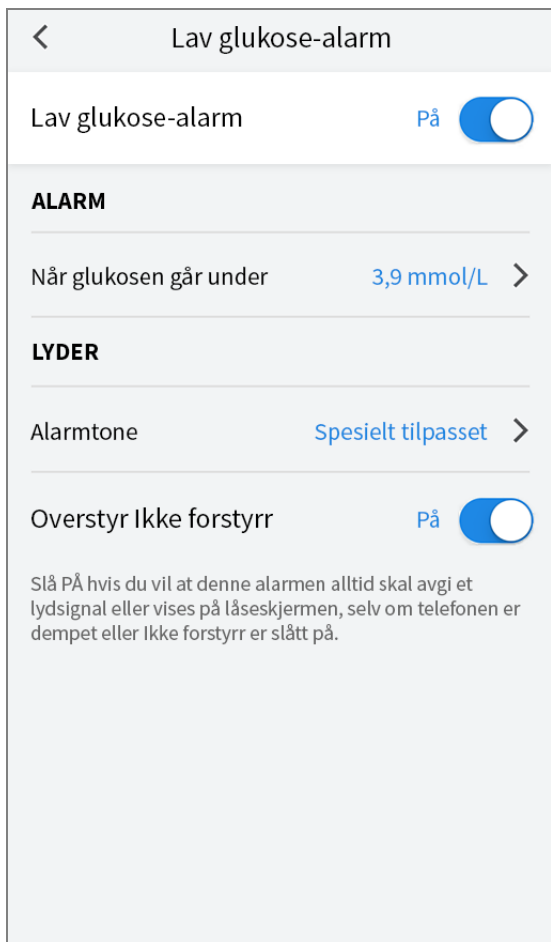 Lav glukose-alarm
Lav glukose-alarm På
ALARM
Når glukosen går under 3,9 mmol/L
LYDER
Alarmtone Spesielt tilpasset
Overstyr Ikke forstyrr På
Slå PÅ hvis du vil at denne alarmen alltid skal avgi et
lydsignal eller vises på låseskjermen, selv om telefonen er
dempet eller Ikke forstyrr er slått på.